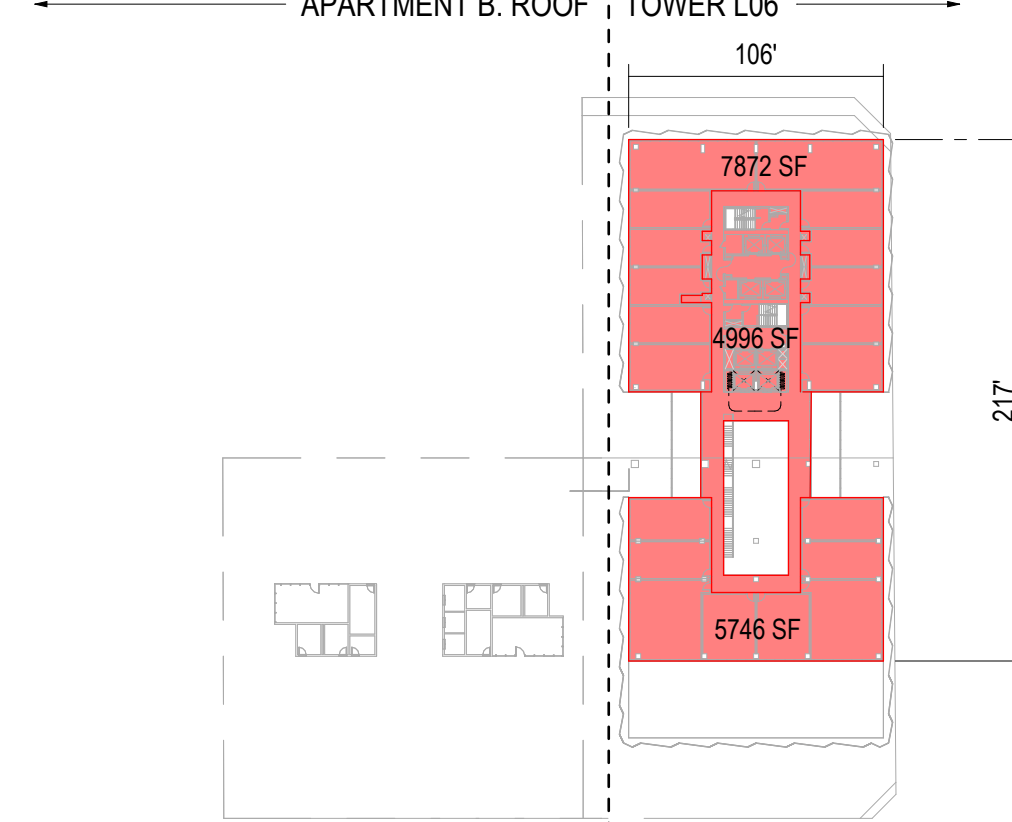 APARTMENT B. ROOF
TOWER L06
106'
7872 SF
4996 SF
217'
5746 SF